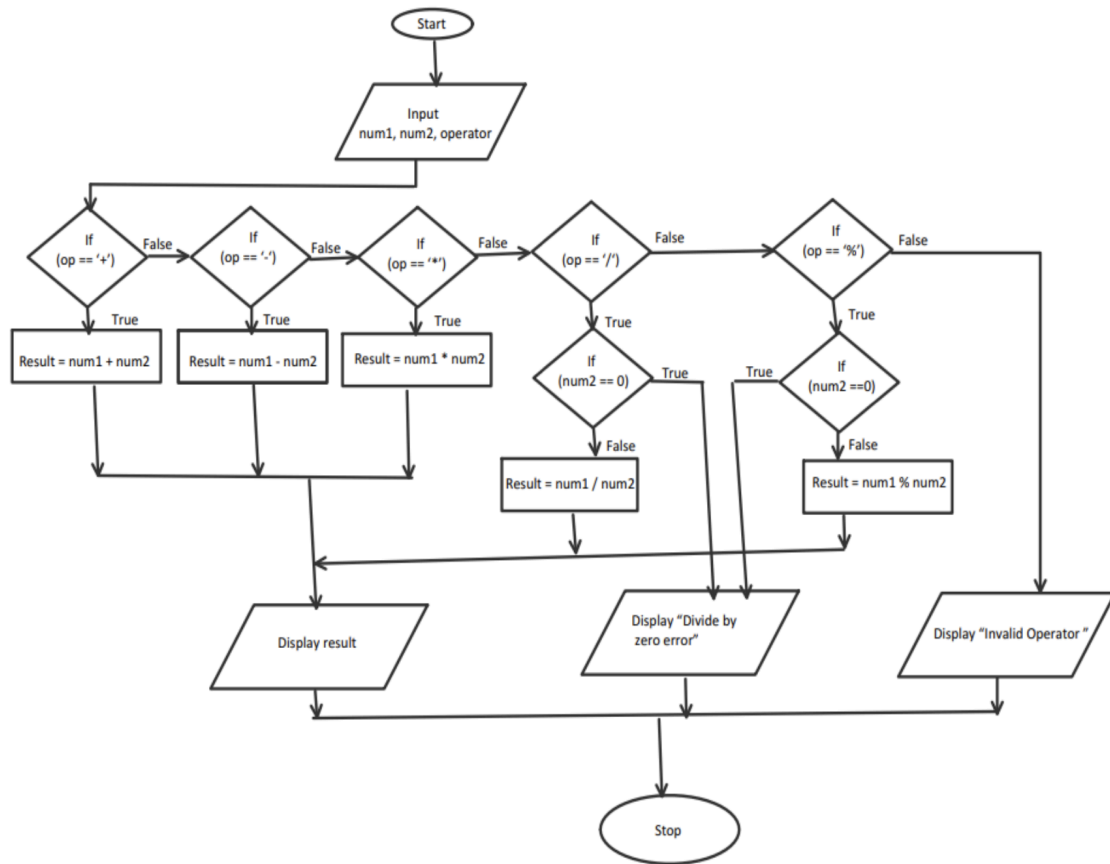 Start
Input
num1, num2, operator
If
(op == ‘+’)
False
If
(op == ‘-’)
False
If
(op == ‘*’)
False
If
(op == ‘/’)
False
If
(op == ‘%’)
False
True
True
True
True
True
Result = num1 + num2
Result = num1 - num2
Result = num1 * num2
If
(num2 == 0)
True
True
If
(num2 ==0)
False
False
Result = num1 / num2
Result = num1 % num2
Display result
Display “Divide by
zero error”
Display “Invalid Operator ”
Stop